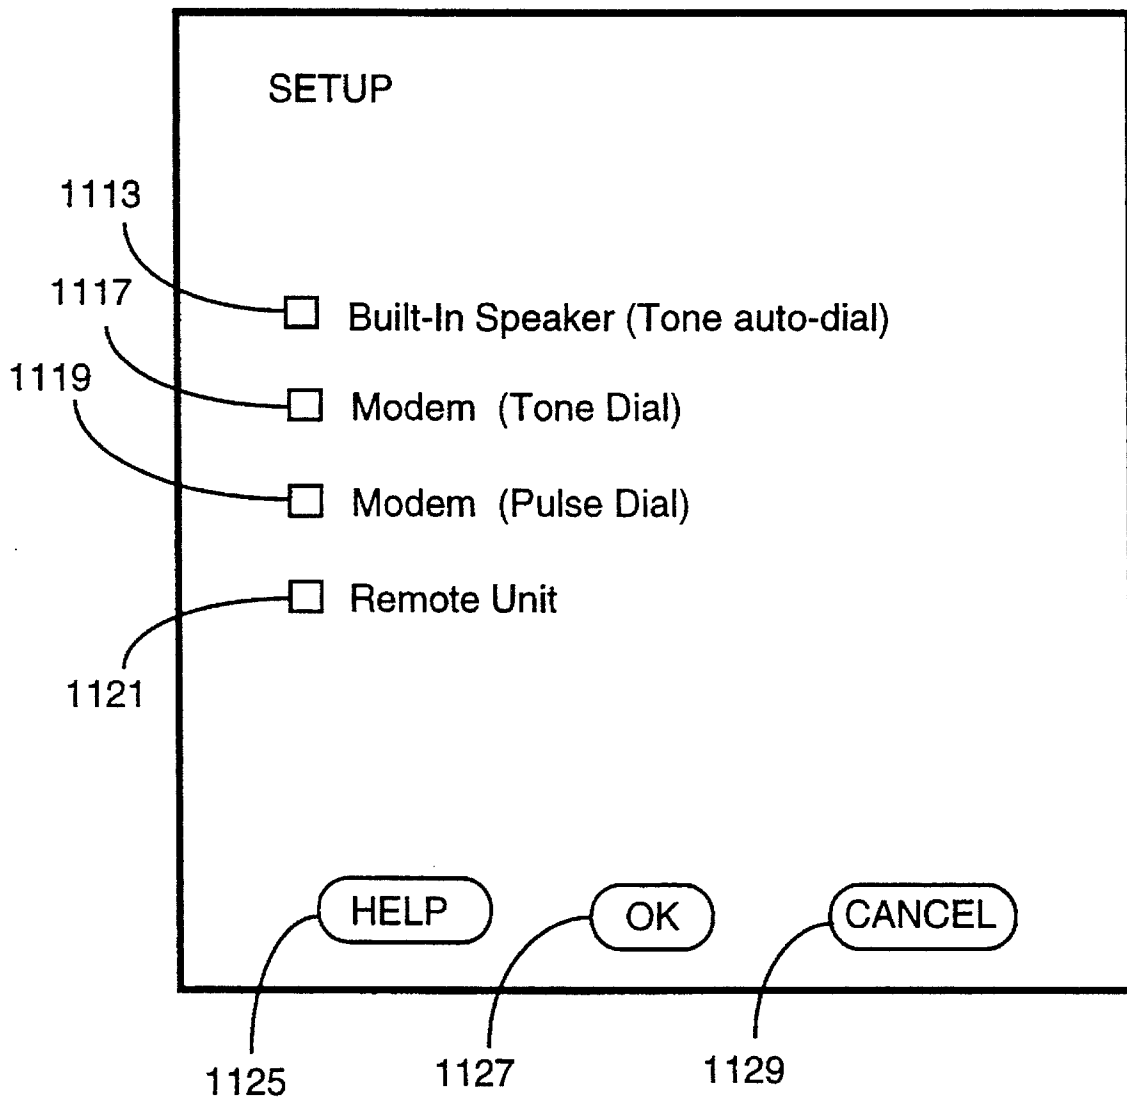 SETUP
1113
1117
Built-In Speaker (Tone auto-dial)
1119
Modem (Tone Dial)
Modem (Pulse Dial)
Remote Unit
1121
HELP OK CANCEL
1125 1127 1129